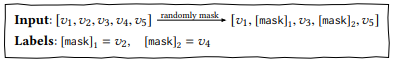 Input: [v₁, v₂, v₃, v₄, v₅] randomly mask → [v₁, [mask]₁, v₃, [mask]₂, v₅]
Labels: [mask]₁ = v₂, [mask]₂ = v₄